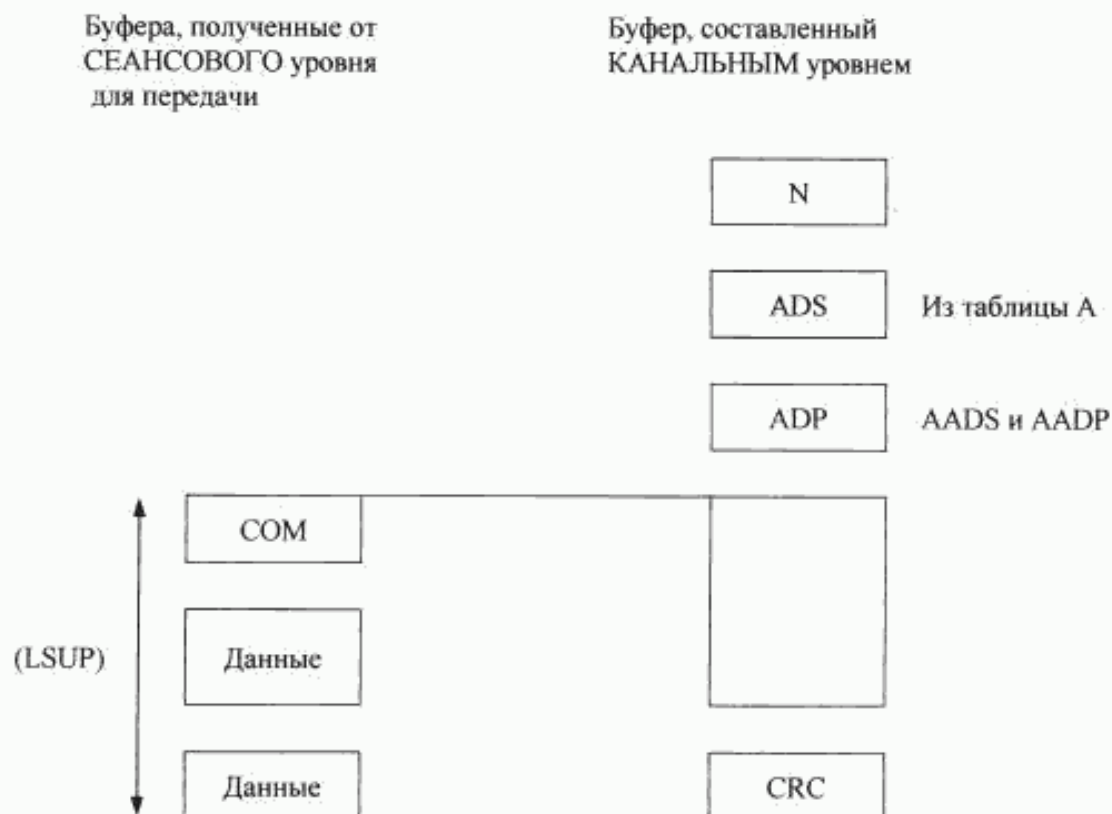 Буфера, полученные от
СЕАНСОВОГО уровня
для передачи
Буфер, составленный
КАНАЛЬНЫМ уровнем
N
ADS
Из таблицы А
ADP
AADS и AADP
COM
(LSUP)
Данные
Данные
CRC